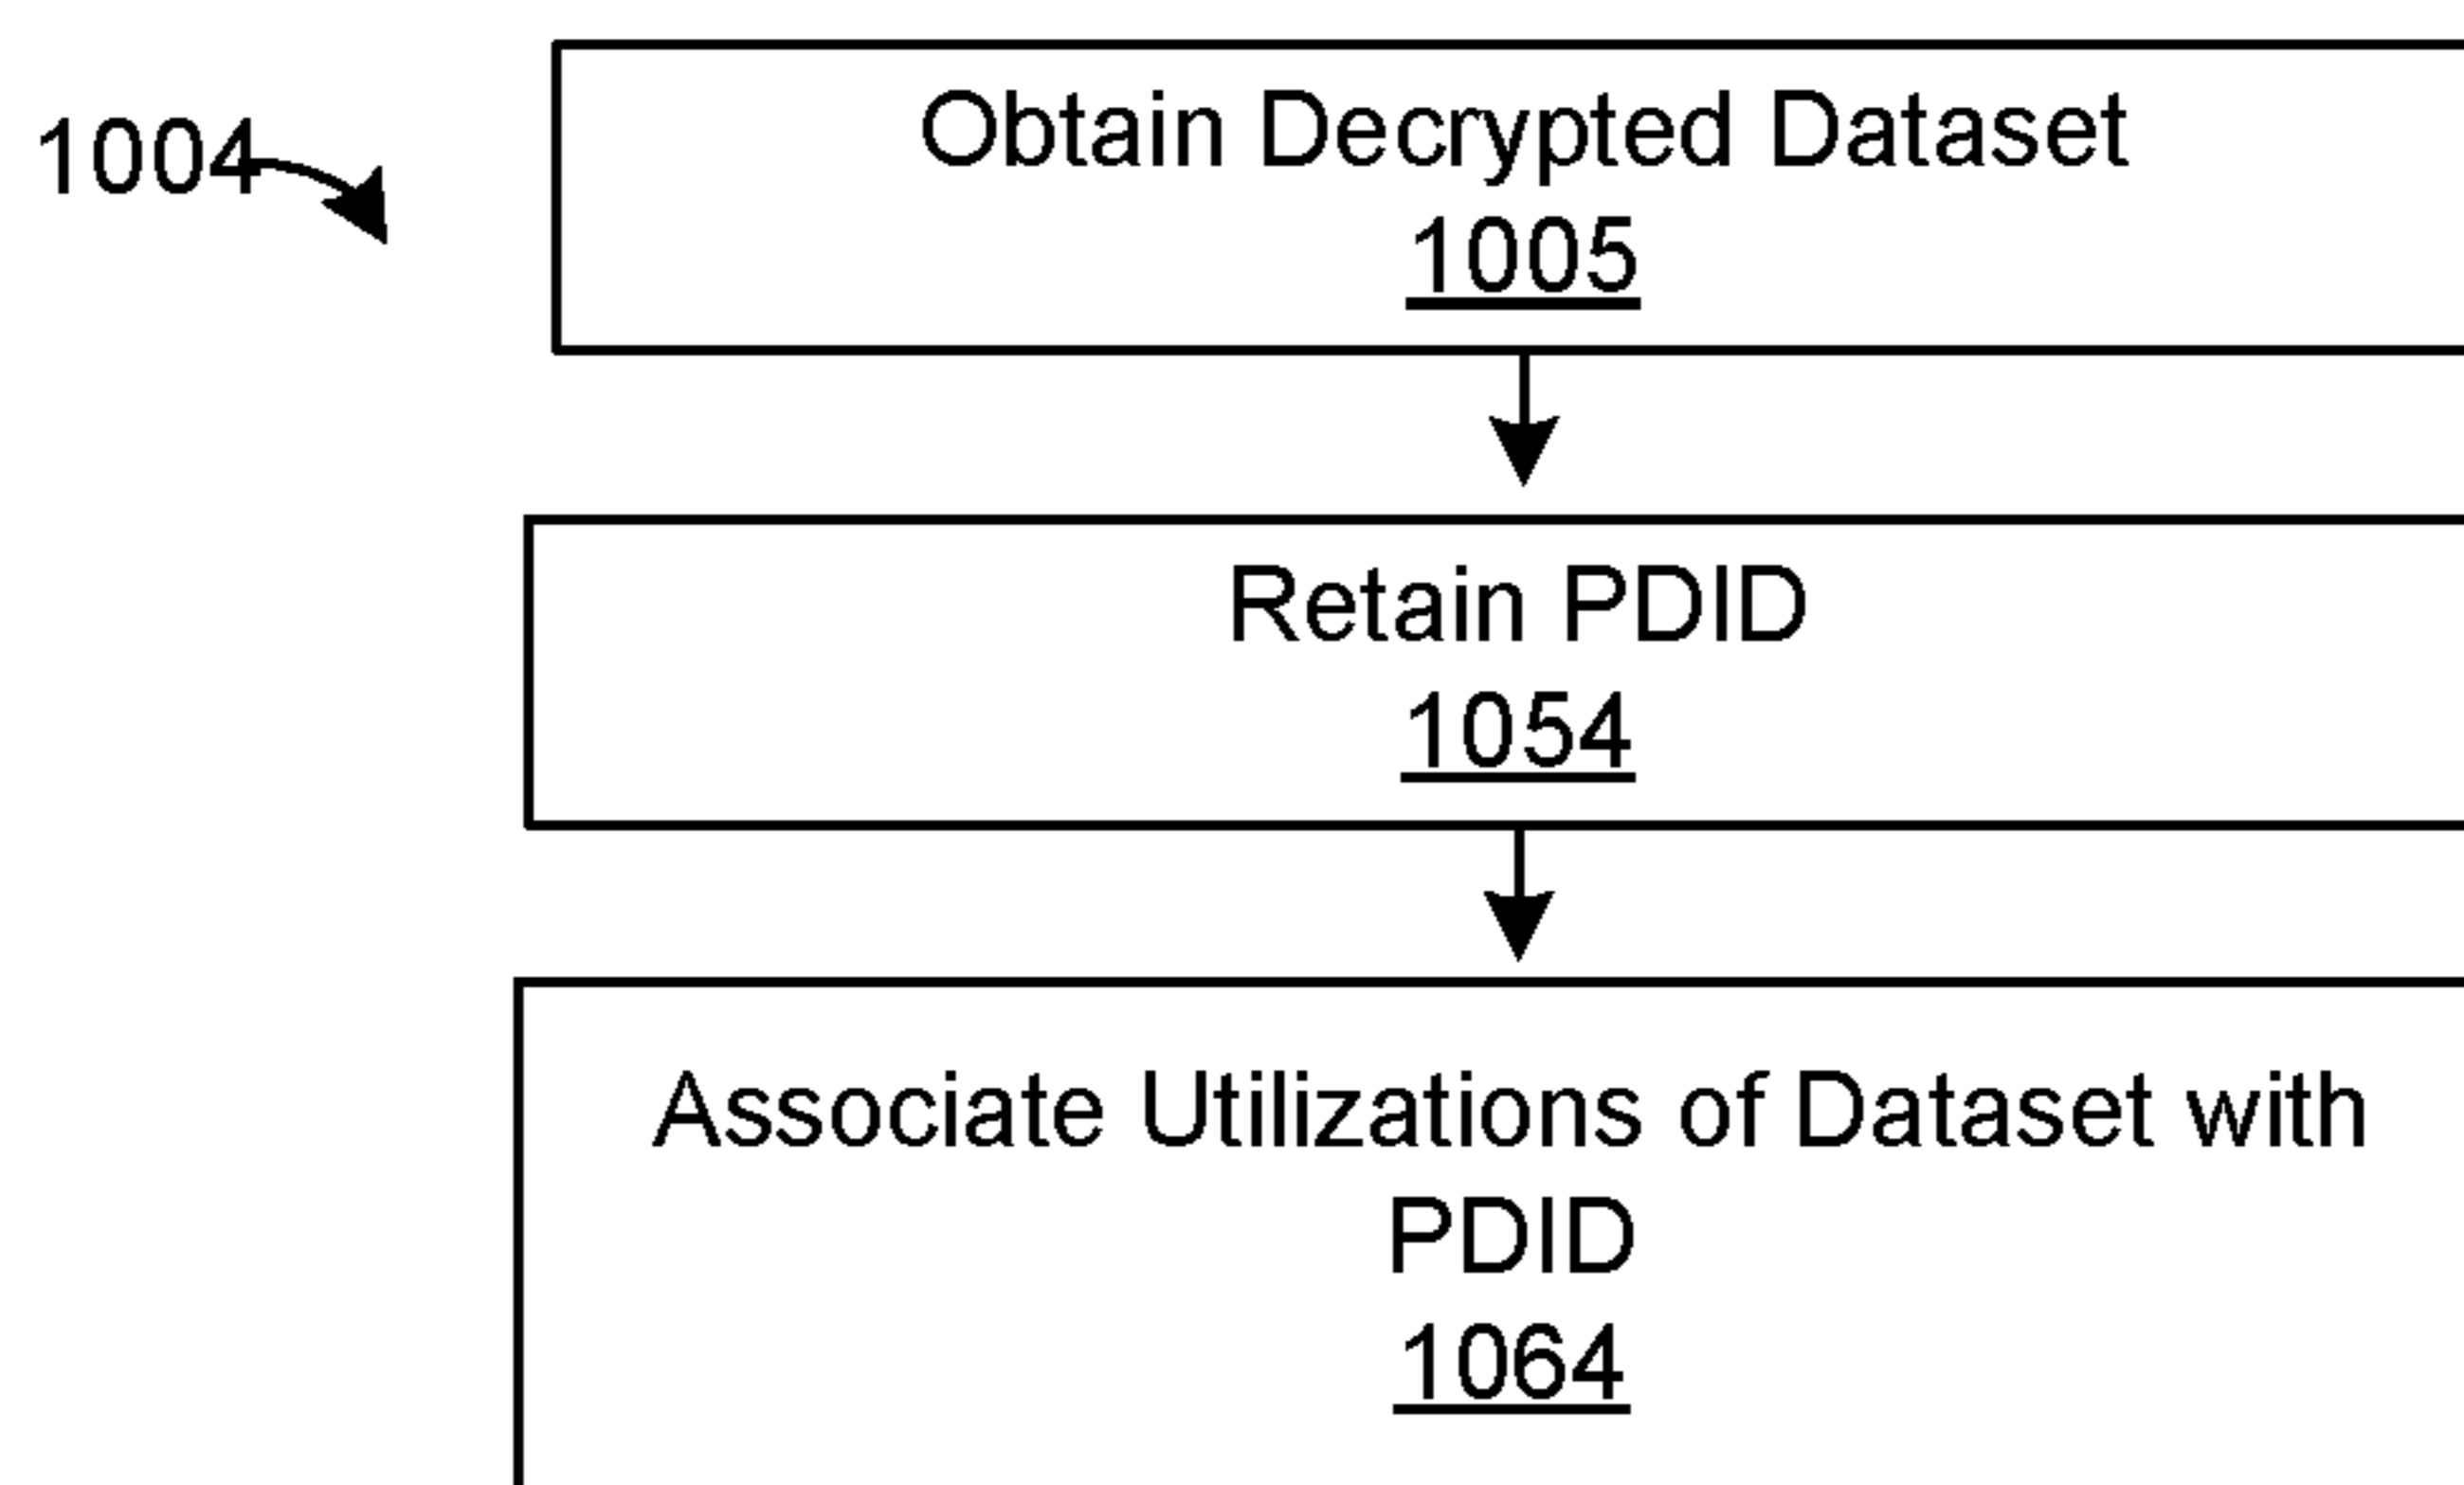 1004
Obtain Decrypted Dataset
1005
Retain PDID
1054
Associate Utilizations of Dataset with
PDID
1064